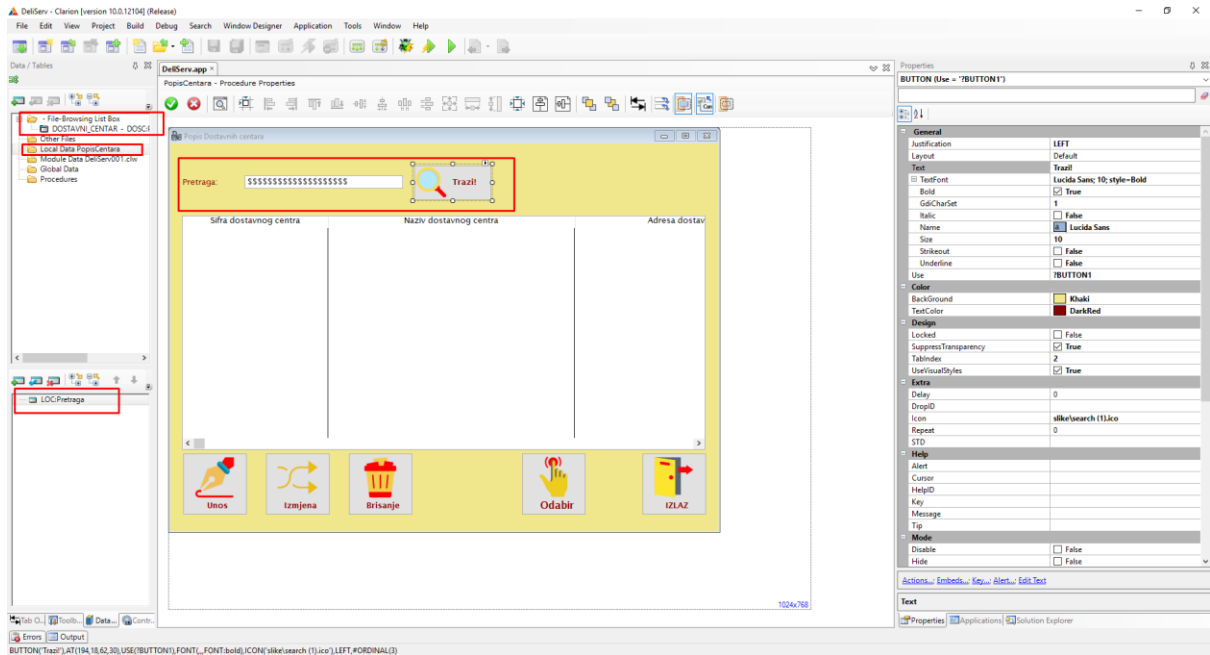 DeliServ - Clarion [version 10.0.12104] (Release)
File Edit View Project Build Debug Search Window Designer Application Tools Window Help
Data / Tables
- File-Browsing List Box
DOSTAVNI_CENTAR - DOSC:F
Other Files
Local Data PopisCentara
Module Data DeliServ001.clw
Global Data
Procedures
LOC:Pretraga
Tab O... Toolb... Data... Contr...
DeliServ.app
PopisCentara - Procedure Properties
Popis Dostavnih centara
Pretraga: $$$$$$$$$$$$$$$$$$$$ Trazi!
Sifra dostavnog centra Naziv dostavnog centra Adresa dostav
Unos Izmjena Brisanje Odabir IZLAZ
1024x768
Properties
BUTTON (Use = '?BUTTON1')
General
Justification LEFT
Layout Default
Text Trazi!
TextFont Lucida Sans; 10; style=Bold
Bold True
GdiCharSet 1
Italic False
Name Lucida Sans
Size 10
Strikeout False
Underline False
Use ?BUTTON1
Color
BackGround Khaki
TextColor DarkRed
Design
Locked False
SuppressTransparency True
TabIndex 2
UseVisualStyles True
Extra
Delay 0
DropID
Icon slike\search (1).ico
Repeat 0
STD
Help
Alert
Cursor
HelpID
Key
Message
Tip
Mode
Disable False
Hide False
Actions...; Embeds...; Key...; Alert...; Edit Text
Text
Properties Applications Solution Explorer
Errors Output
BUTTON('Trazi!'),AT(194,18,62,30),USE(?BUTTON1),FONT(,,,FONT:bold),ICON('slike\search (1).ico'),LEFT,#ORDINAL(3)